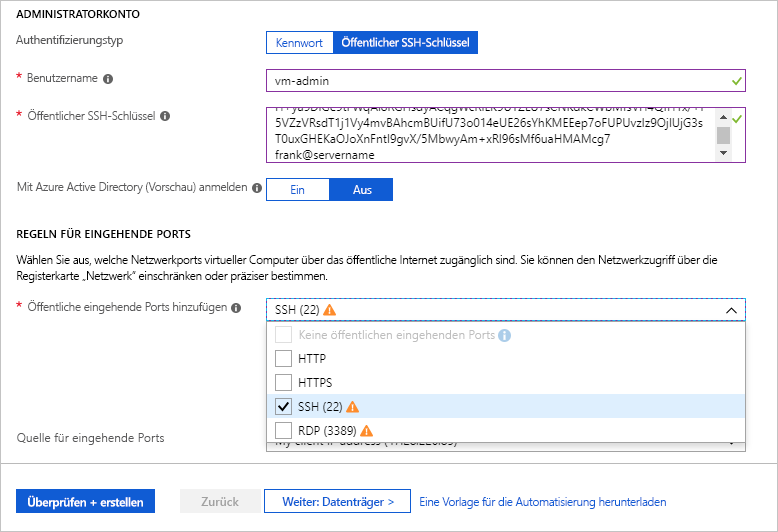 ADMINISTRATORKONTO
Authentifizierungstyp
Kennwort
Öffentlicher SSH-Schlüssel
* Benutzername
vm-admin
* Öffentlicher SSH-Schlüssel
5VZzVRsdT1j1Vy4mvBAhcmBUifU73o014eUE26sYhKMEEep7oFUPUvzIz9OjIUjG3s
T0uxGHEKaOJoXnFntI9gvX/5MbwyAm+xRI96sMf6uaHMAMcg7
frank@servername
Mit Azure Active Directory (Vorschau) anmelden
Ein
Aus
REGELN FÜR EINGEHENDE PORTS
Wählen Sie aus, welche Netzwerkports virtueller Computer über das öffentliche Internet zugänglich sind. Sie können den Netzwerkzugriff über die
Registerkarte „Netzwerk" einschränken oder präziser bestimmen.
* Öffentliche eingehende Ports hinzufügen
SSH (22)
Keine öffentlichen eingehenden Ports
HTTP
HTTPS
SSH (22)
RDP (3389)
Quelle für eingehende Ports
Überprüfen + erstellen
Zurück
Weiter: Datenträger >
Eine Vorlage für die Automatisierung herunterladen